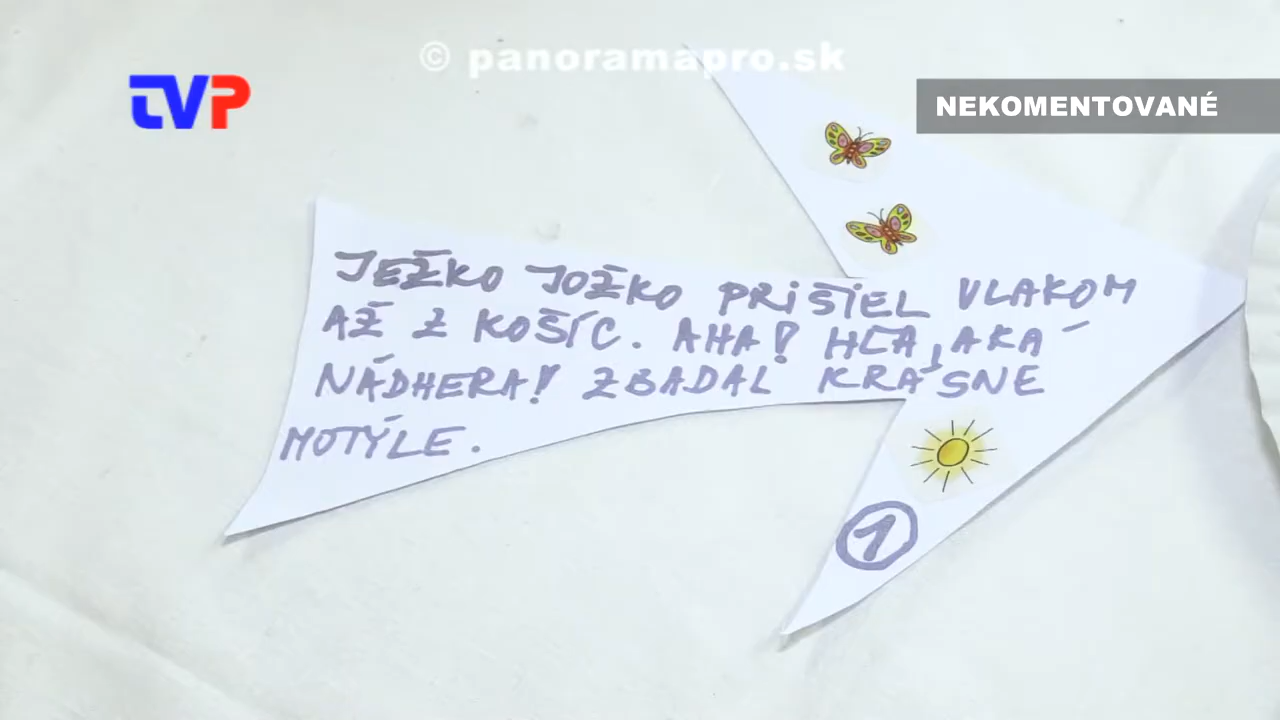 © panoramapro.sk
TVP
NEKOMENTOVANÉ
JEŽKO JOŽKO PRIŠIEL VLAKOM
AŽ Z KOŠÍC. AHA! HĽA, AKÁ
NÁDHERA! ZBADAL KRÁSNE
MOTÝLE.
1